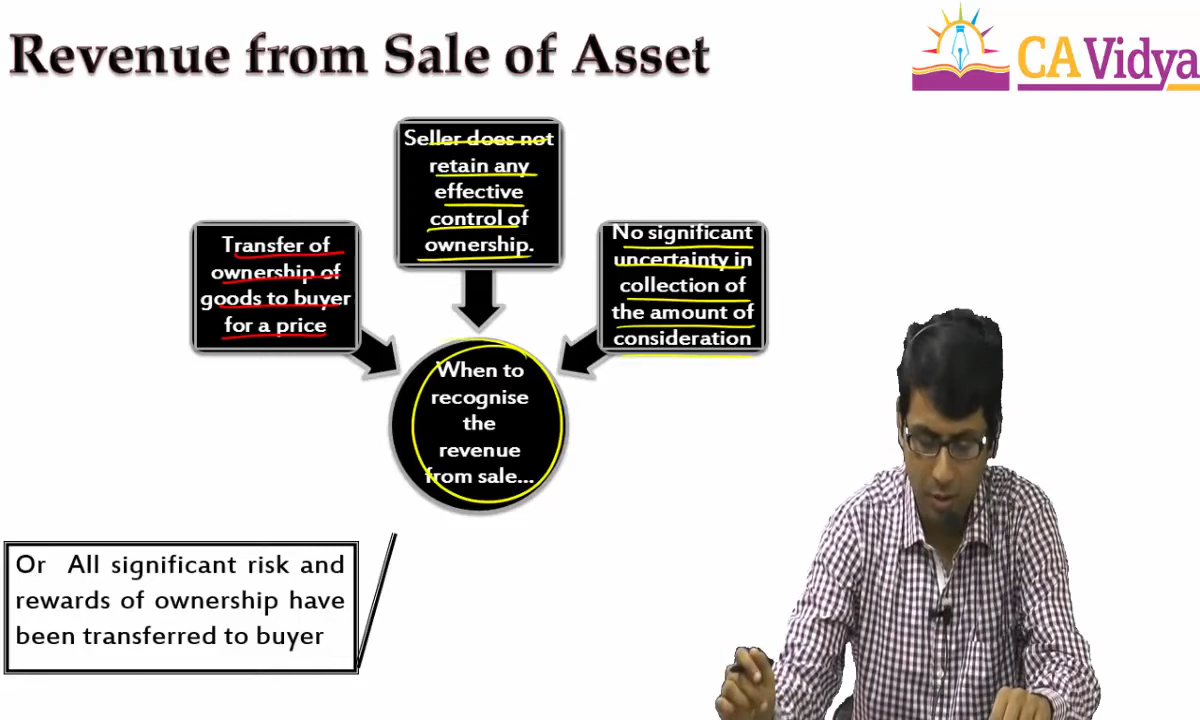 Revenue from Sale of Asset
CA Vidya
Seller does not
retain any
effective
control of
ownership.
Transfer of
ownership of
goods to buyer
for a price
No significant
uncertainty in
collection of
the amount of
consideration
When to
recognise
the
revenue
from sale...
Or All significant risk and
rewards of ownership have
been transferred to buyer